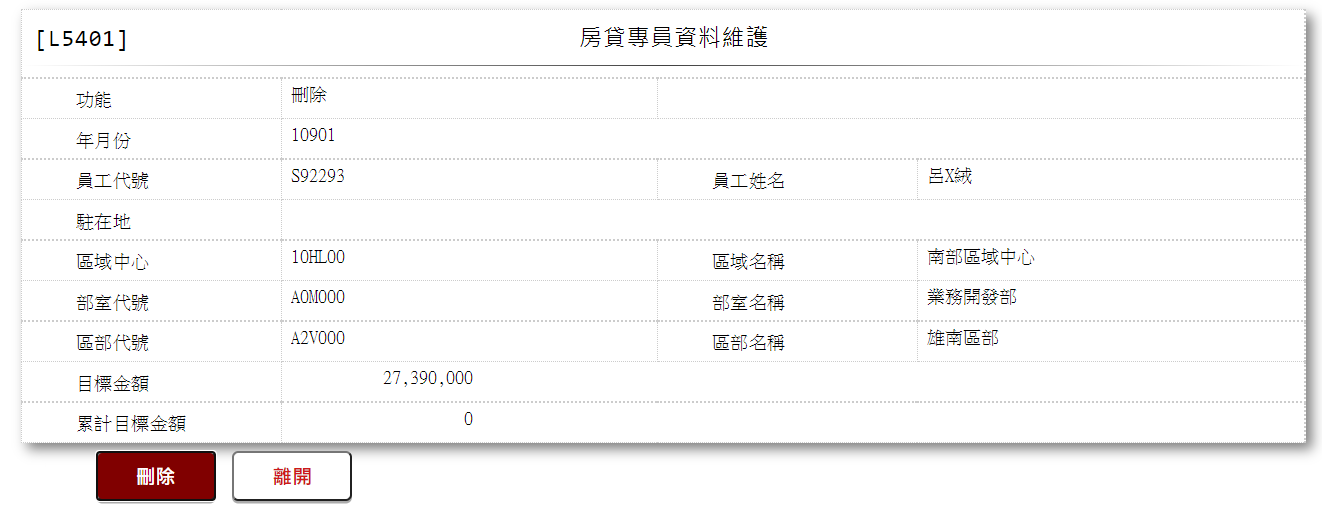 [L5401] 房貸專員資料維護
功能 刪除
年月份 10901
員工代號 S92293 員工姓名 呂X絨
駐在地
區域中心 10HL00 區域名稱 南部區域中心
部室代號 A0M000 部室名稱 業務開發部
區部代號 A2V000 區部名稱 雄南區部
目標金額 27,390,000
累計目標金額 0
刪除 離開